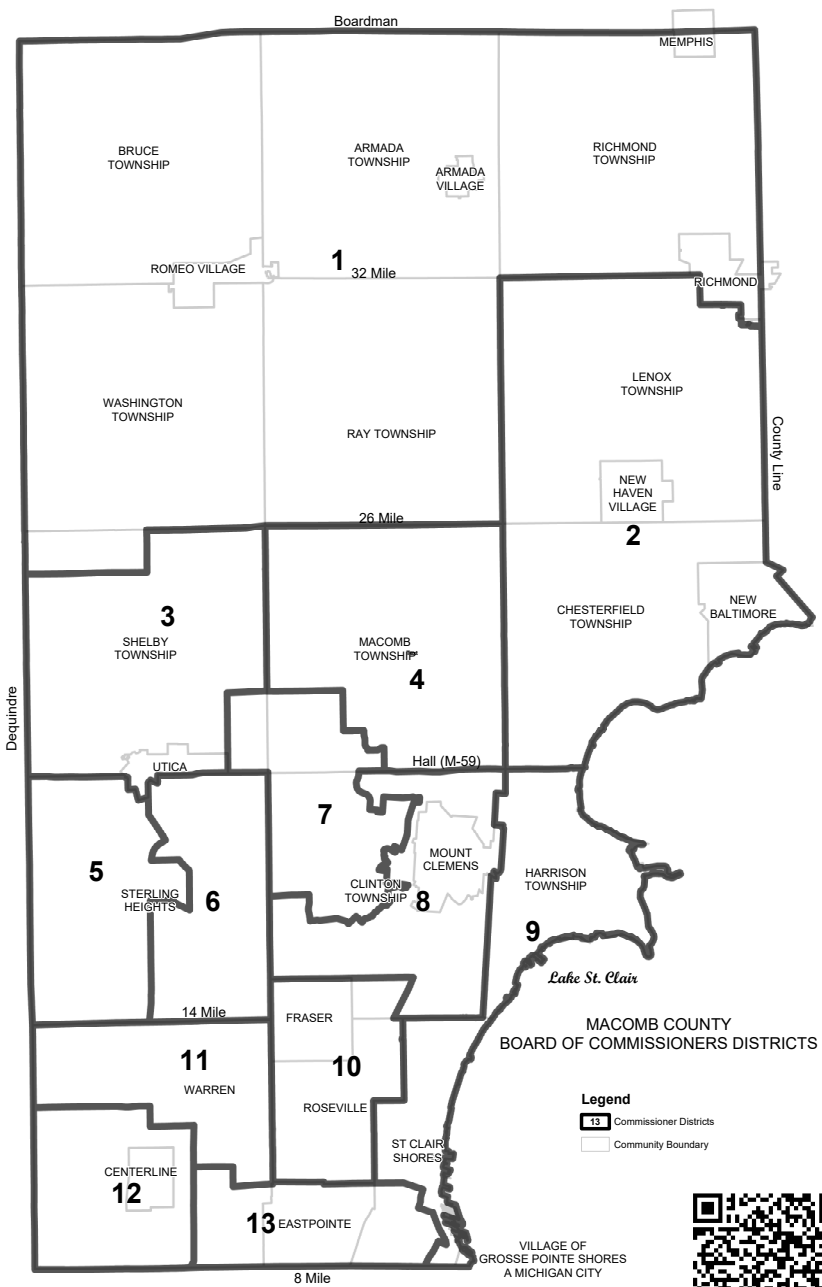 Boardman
MEMPHIS
BRUCE
TOWNSHIP
ARMADA
TOWNSHIP
ARMADA
VILLAGE
RICHMOND
TOWNSHIP
1
ROMEO VILLAGE
32 Mile
RICHMOND
WASHINGTON
TOWNSHIP
RAY TOWNSHIP
LENOX
TOWNSHIP
County Line
NEW
HAVEN
VILLAGE
26 Mile
2
3
SHELBY
TOWNSHIP
MACOMB
TOWNSHIP
4
CHESTERFIELD
TOWNSHIP
NEW
BALTIMORE
Dequindre
UTICA
Hall (M-59)
7
5
STERLING
HEIGHTS
6
MOUNT
CLEMENS
CLINTON
TOWNSHIP
8
HARRISON
TOWNSHIP
9
Lake St. Clair
14 Mile
FRASER
MACOMB COUNTY
BOARD OF COMMISSIONERS DISTRICTS
11
WARREN
10
ROSEVILLE
Legend
13 Commissioner Districts
Community Boundary
ST CLAIR
SHORES
CENTERLINE
12
13 EASTPOINTE
VILLAGE OF
GROSSE POINTE SHORES
A MICHIGAN CITY
8 Mile